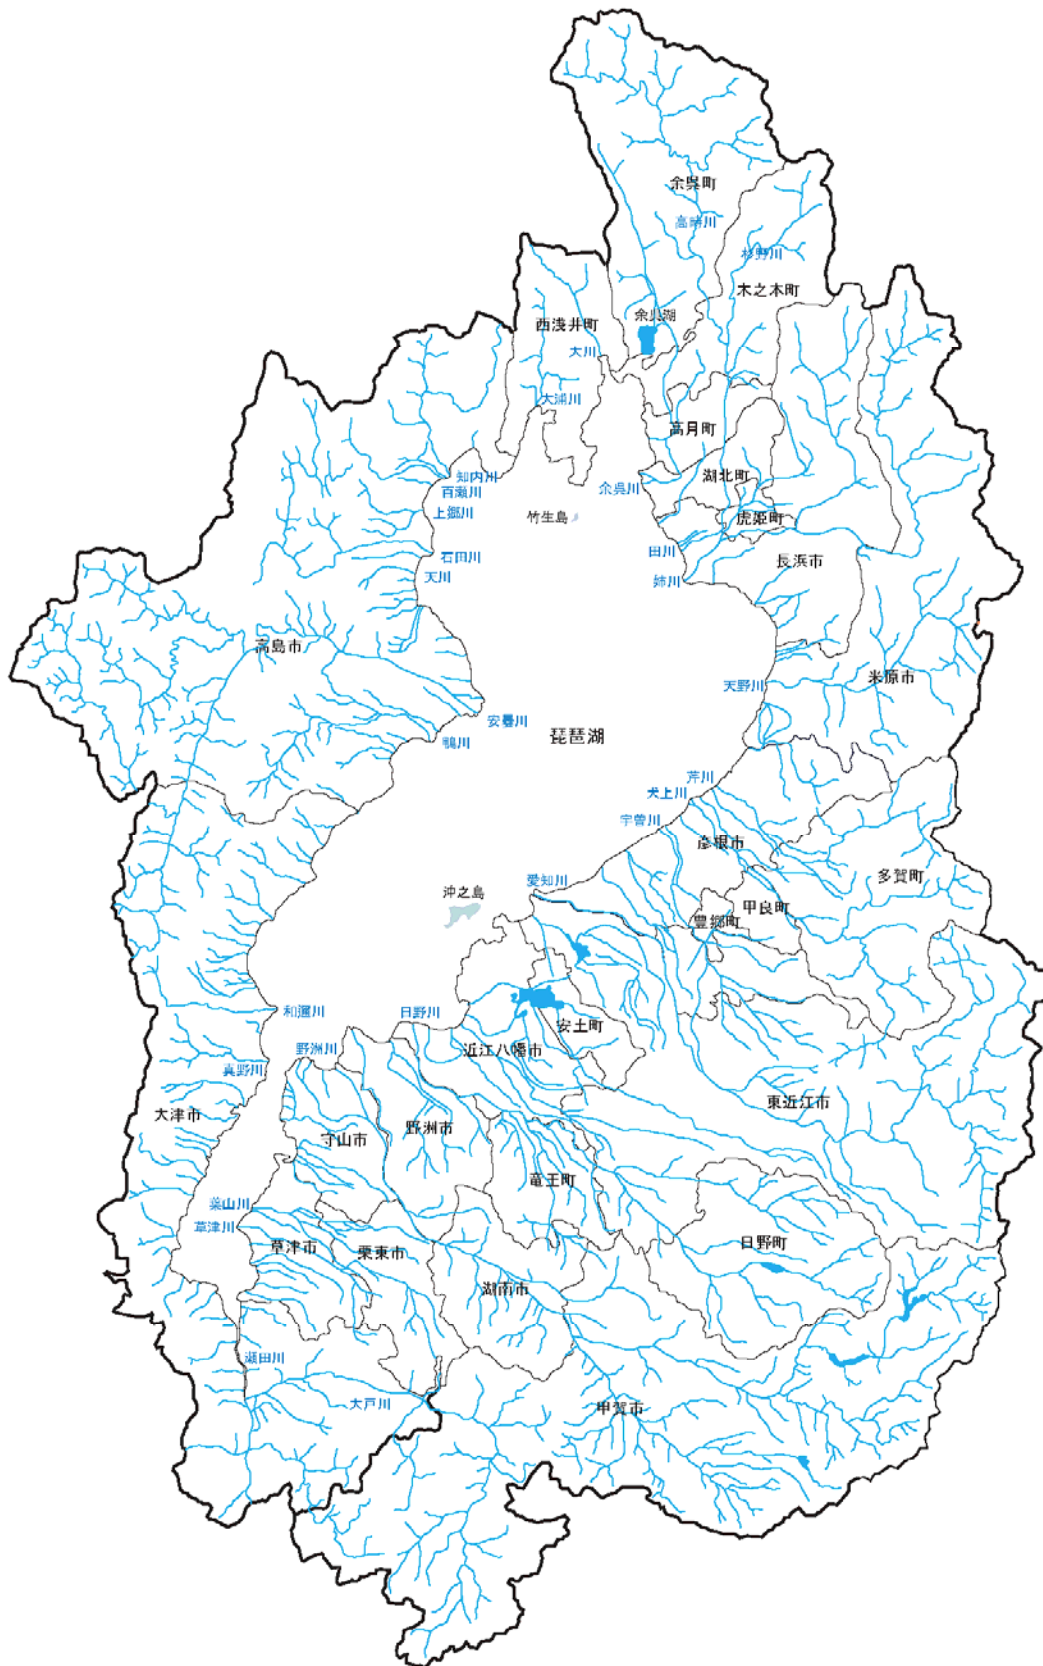 余呉町
高時川
杉野川
木之本町
余呉湖
西浅井町
大川
大浦川
高月町
湖北町
知内川
百瀬川
余呉川
上郷川
竹生島
虎姫町
石田川
田川
長浜市
天川
姉川
高島市
米原市
天野川
安曇川
琵琶湖
鴨川
芹川
犬上川
宇曽川
彦根市
多賀町
愛知川
沖之島
甲良町
豊郷町
和邇川
日野川
安土町
野洲川
近江八幡市
真野川
東近江市
大津市
守山市
野洲市
竜王町
葉山川
草津川
草津市
栗東市
日野町
湖南市
瀬田川
大戸川
甲賀市